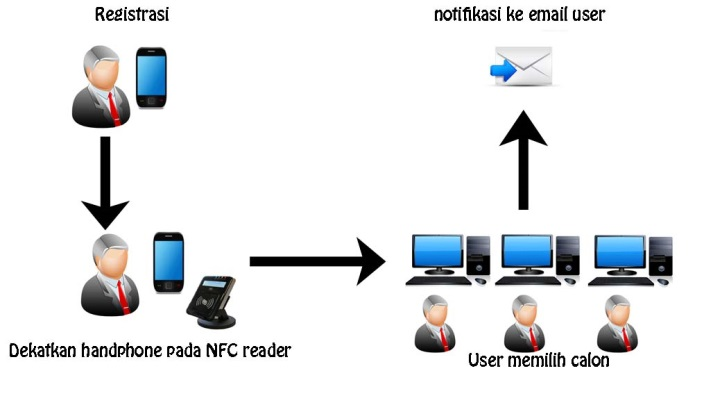 Registrasi
notifikasi ke email user
Dekatkan handphone pada NFC reader
User memilih calon